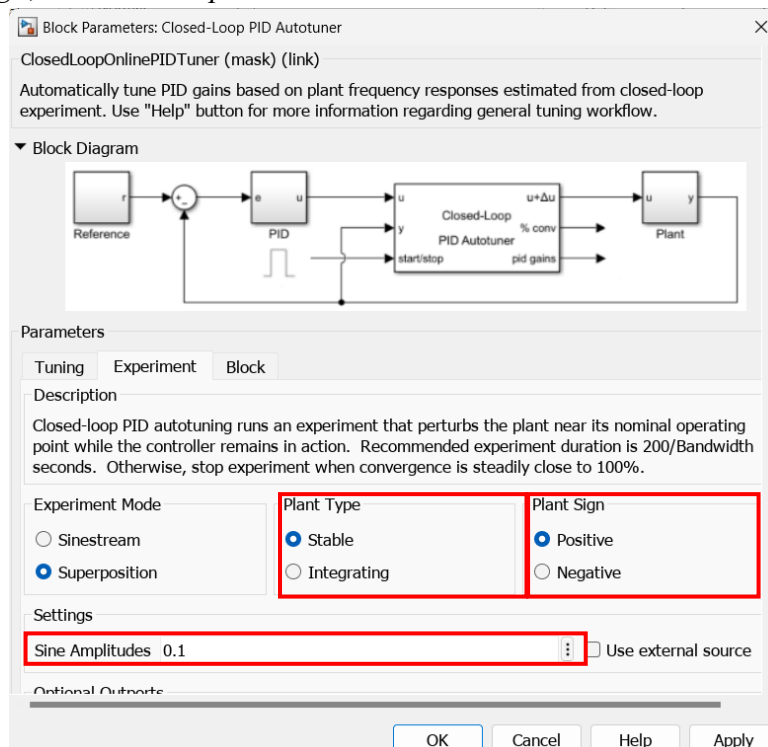 Block Parameters: Closed-Loop PID Autotuner
ClosedLoopOnlinePIDTuner (mask) (link)
Automatically tune PID gains based on plant frequency responses estimated from closed-loop
experiment. Use "Help" button for more information regarding general tuning workflow.
Block Diagram
r
Reference
+
-
e u
PID
u
y
start/stop
Closed-Loop
PID Autotuner
u+Δu
% conv
pid gains
u y
Plant
Parameters
Tuning Experiment Block
Description
Closed-loop PID autotuning runs an experiment that perturbs the plant near its nominal operating
point while the controller remains in action. Recommended experiment duration is 200/Bandwidth
seconds. Otherwise, stop experiment when convergence is steadily close to 100%.
Experiment Mode
Sinestream
Superposition
Plant Type
Stable
Integrating
Plant Sign
Positive
Negative
Settings
Sine Amplitudes 0.1
Use external source
Optional Outports
OK Cancel Help Apply